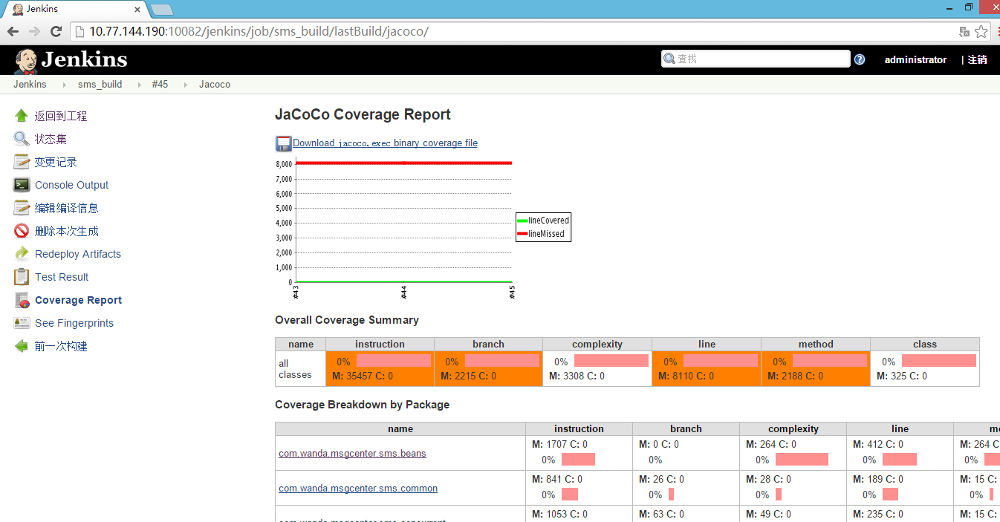 Jenkins
10.77.144.190:10082/jenkins/job/sms_build/lastBuild/jacoco/
Jenkins
查找
administrator
| 注销
Jenkins
sms_build
#45
Jacoco
返回到工程
状态集
变更记录
Console Output
编辑编译信息
删除本次生成
Redeploy Artifacts
Test Result
Coverage Report
See Fingerprints
前一次构建
JaCoCo Coverage Report
Download jacoco.exec binary coverage file
8,000
7,000
6,000
5,000
4,000
3,000
2,000
1,000
0
#43
#44
#45
lineCovered
lineMissed
Overall Coverage Summary
name instruction branch complexity line method class
all classes
0% 0% 0% 0% 0% 0%
M: 35457 C: 0 M: 2215 C: 0 M: 3308 C: 0 M: 8110 C: 0 M: 2188 C: 0 M: 325 C: 0
Coverage Breakdown by Package
name instruction branch complexity line
com.wanda.msgcenter.sms.beans
M: 1707 C: 0 M: 0 C: 0 M: 264 C: 0 M: 412 C: 0 M: 264 C
0% 0% 0% 0% 0%
com.wanda.msgcenter.sms.common
M: 841 C: 0 M: 26 C: 0 M: 28 C: 0 M: 189 C: 0 M: 15 C:
0% 0% 0% 0% 0%
M: 1053 C: 0 M: 63 C: 0 M: 49 C: 0 M: 235 C: 0 M: 15 C: